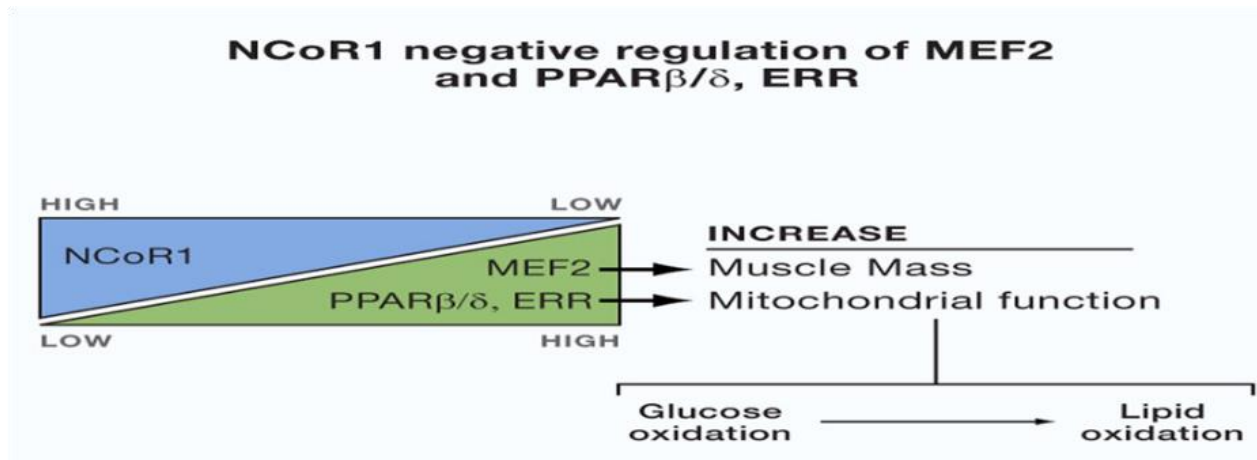 NCoR1 negative regulation of MEF2
and PPARβ/δ, ERR
HIGH
LOW
NCoR1
MEF2
PPARβ/δ, ERR
LOW
HIGH
INCREASE
Muscle Mass
Mitochondrial function
Glucose
oxidation
Lipid
oxidation